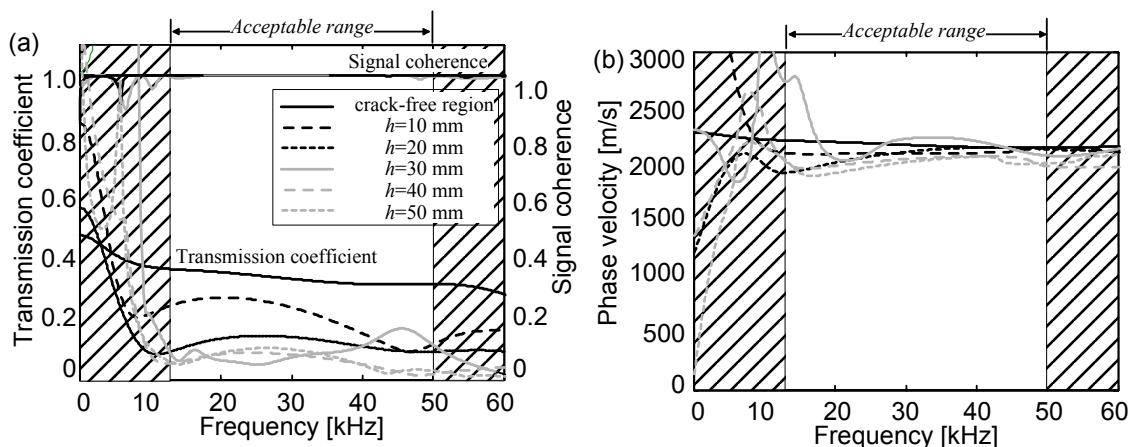 (a)
Acceptable range
Signal coherence
crack-free region
h=10 mm
h=20 mm
h=30 mm
h=40 mm
h=50 mm
Transmission coefficient
Transmission coefficient
1.0
0.8
0.6
0.4
0.2
0
1.0
0.8
0.6
0.4
0.2
0
Signal coherence
0 10 20 30 40 50 60
Frequency [kHz]
(b)
Acceptable range
Phase velocity [m/s]
3000
2500
2000
1500
1000
500
0
0 10 20 30 40 50 60
Frequency [kHz]